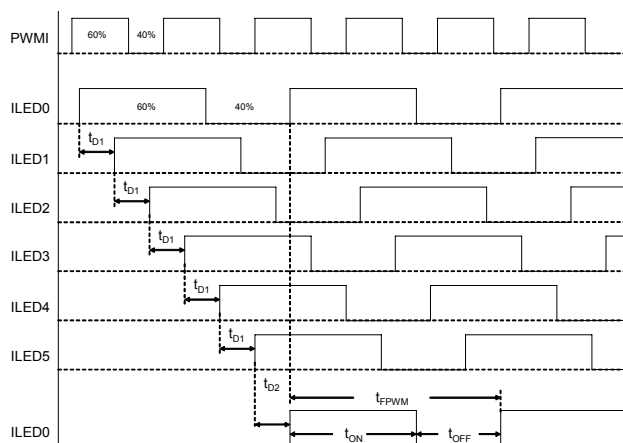 PWMI
60%
40%
ILED0
60%
40%
tD1
ILED1
tD1
ILED2
tD1
ILED3
tD1
ILED4
tD1
ILED5
tD2
tFPWM
ILED0
tON
tOFF